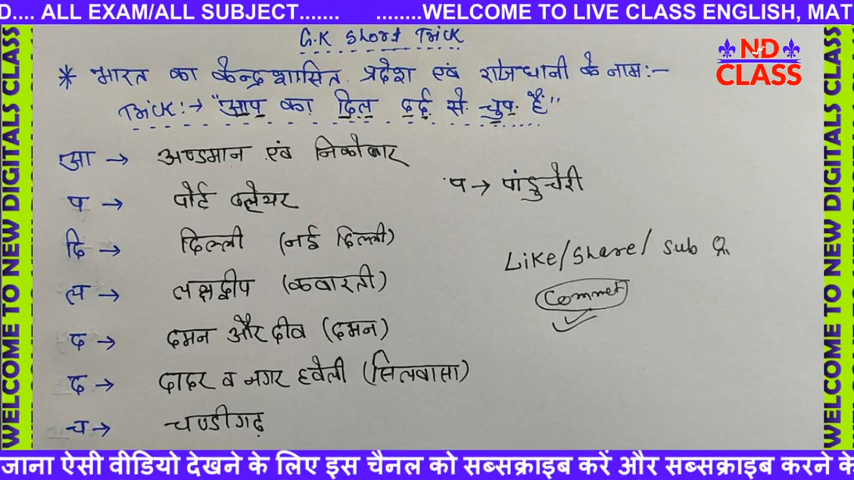 D.... ALL EXAM/ALL SUBJECT....... ........WELCOME TO LIVE CLASS ENGLISH, MAT
G.K Short Trick
* भारत का केन्द्रशासित प्रदेश एवं राजधानी के नाम:-
Trick:→ "आप का दिल दर्द से चुप है"
आ → अण्डमान एवं निकोबार
प → पोर्ट ब्लेयर
प → पांडुचेरी
दि → दिल्ली (नई दिल्ली)
ल → लक्षद्वीप (कवारती)
द → दमन और दीव (दमन)
द → दादर व नगर हवेली (सिलवासा)
च → चण्डीगढ़
Like/Share/Sub
Commet
ND
CLASS
WELCOME TO NEW DIGITALS CLASS
WELCOME TO NEW DIGITALS CLASS
जाना ऐसी वीडियो देखने के लिए इस चैनल को सब्सक्राइब करें और सब्सक्राइब करने के